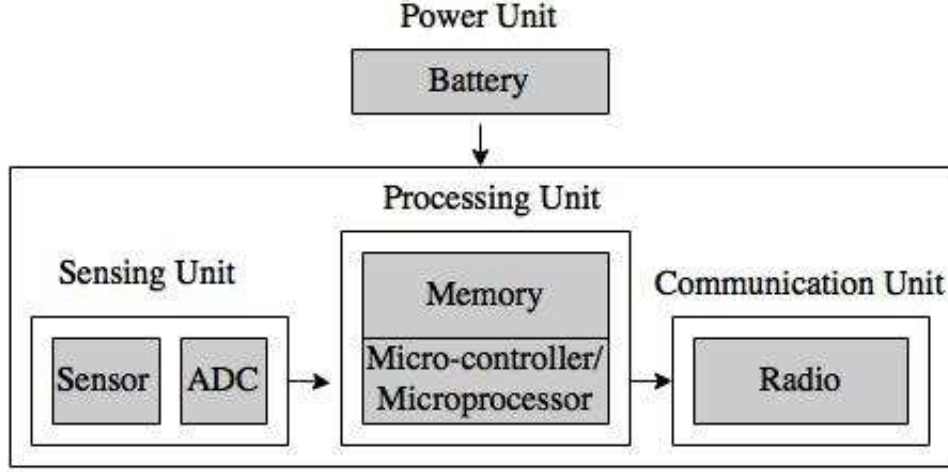 Power Unit
Battery
Processing Unit
Sensing Unit
Memory
Communication Unit
Sensor
ADC
Micro-controller/
Microprocessor
Radio